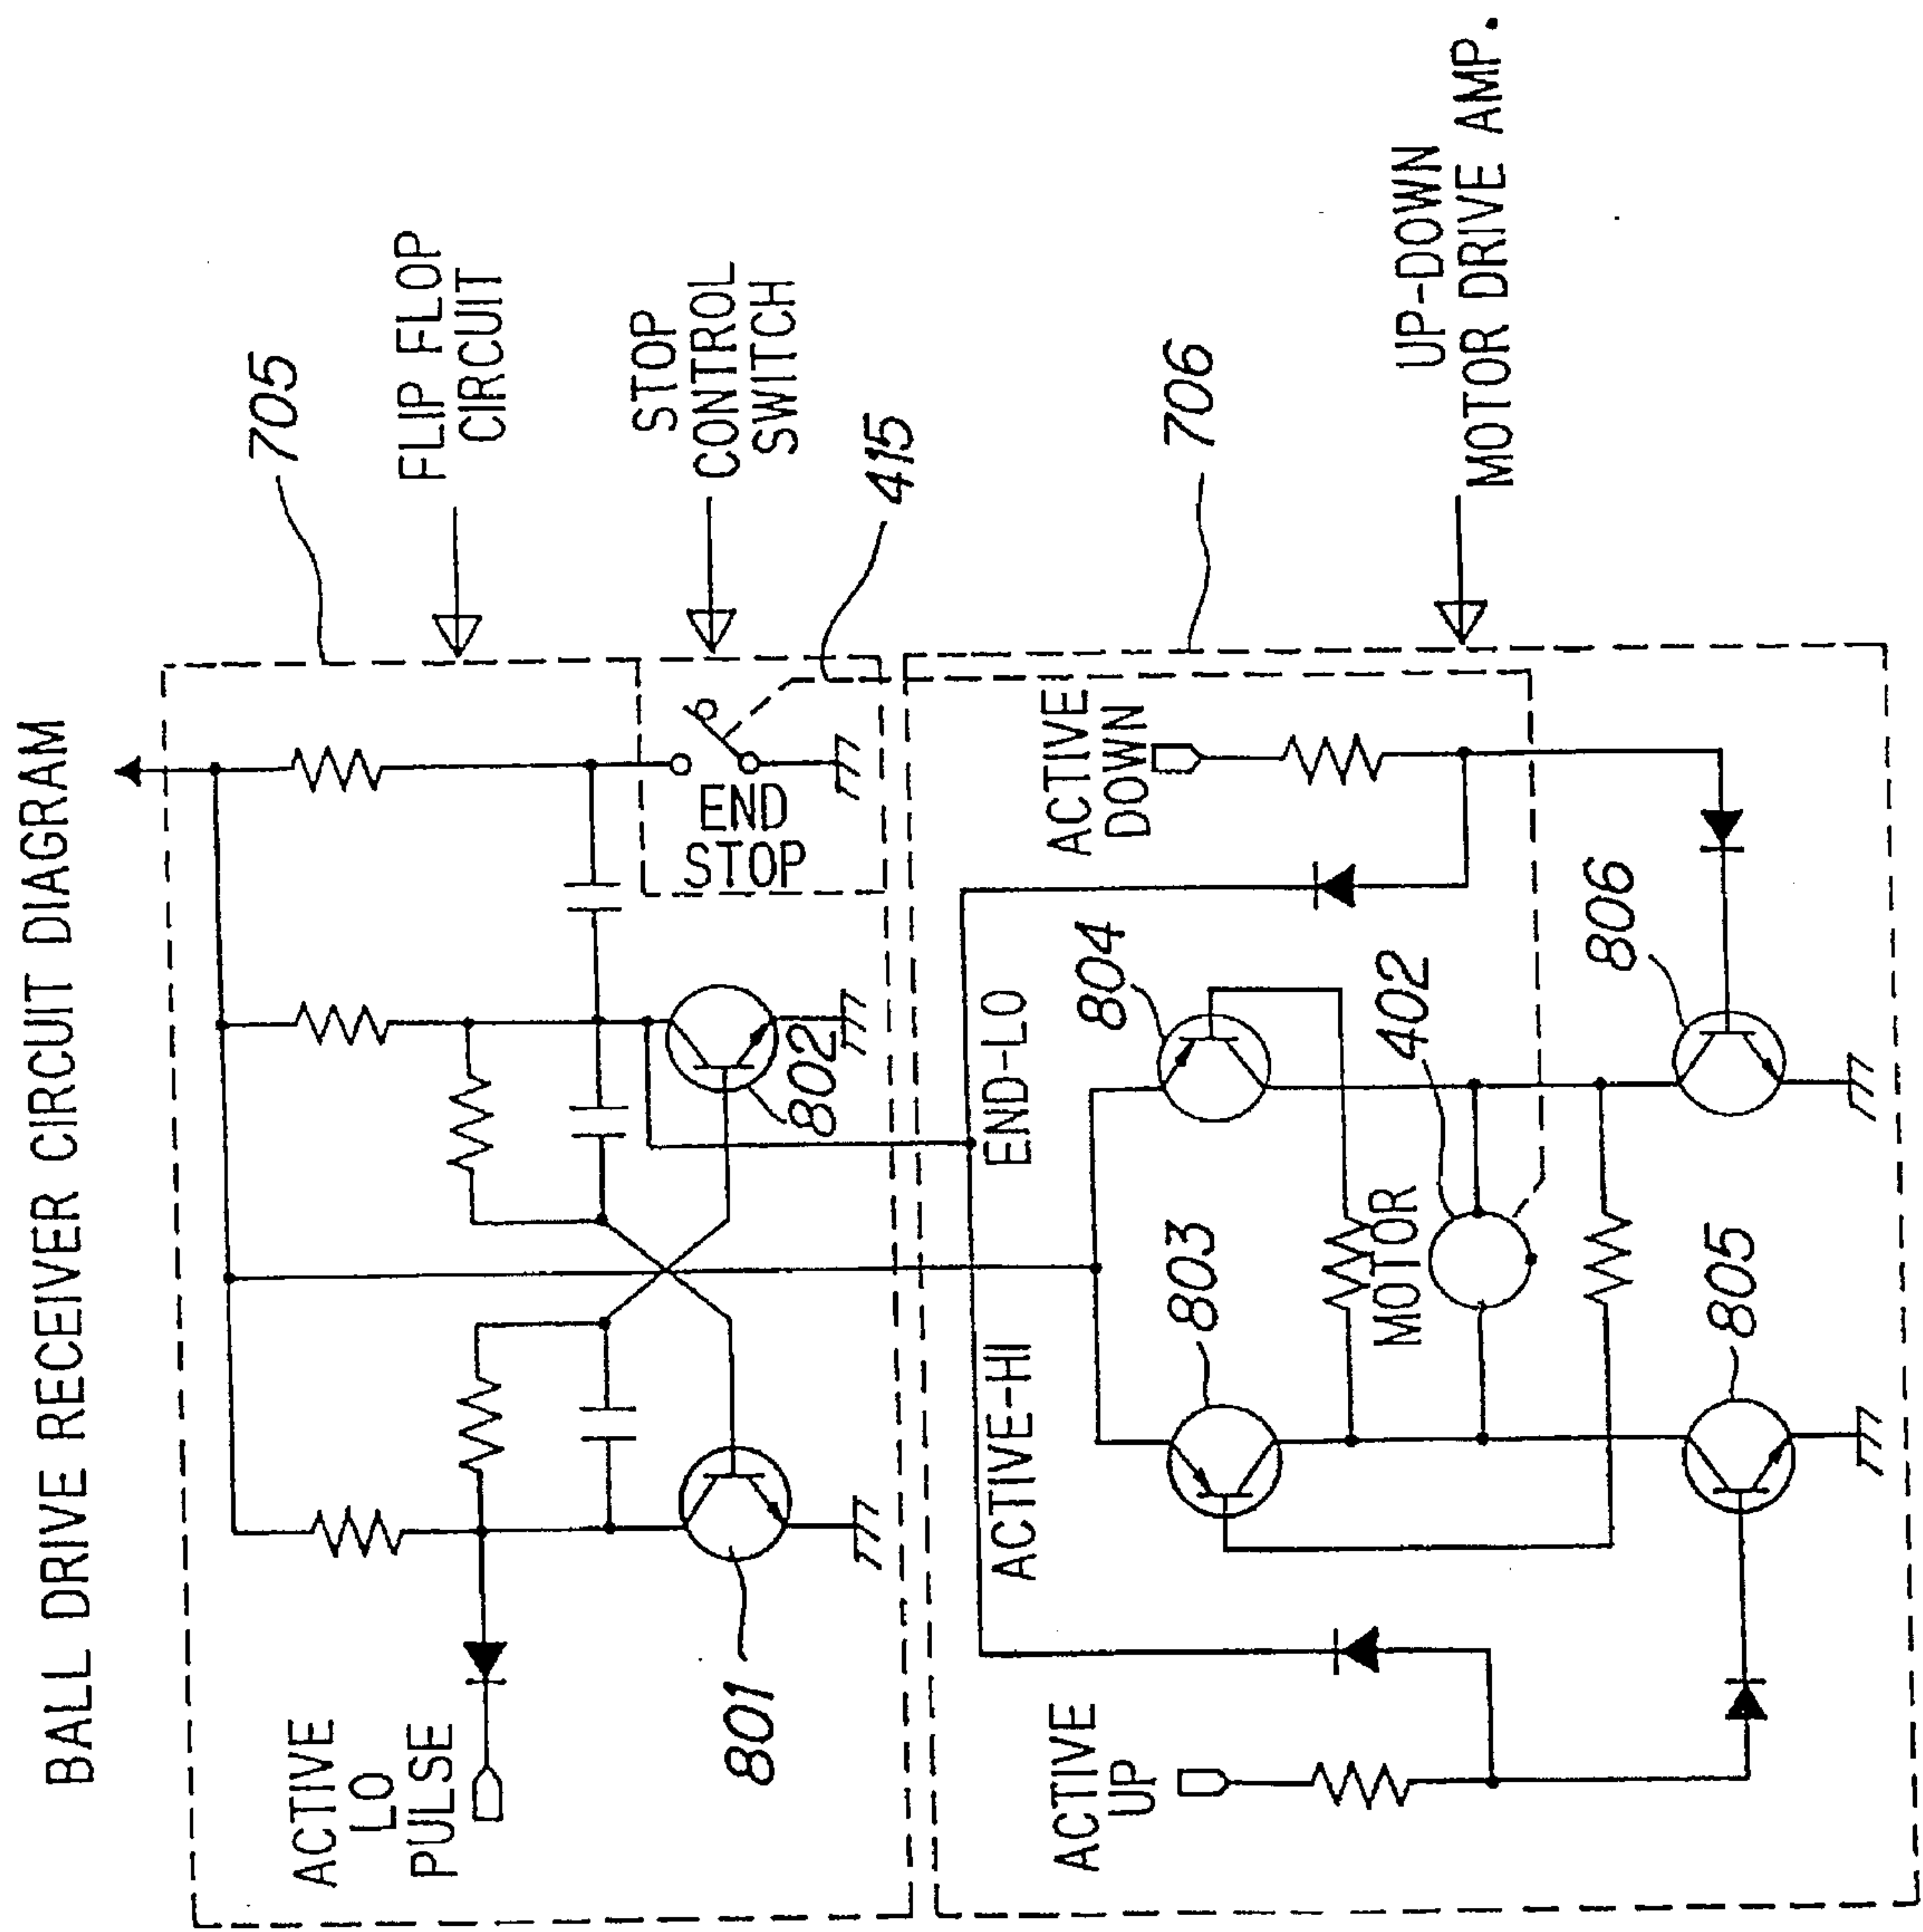 BALL DRIVE RECEIVER CIRCUIT DIAGRAM
705
FLIP FLOP
CIRCUIT
STOP
CONTROL
SWITCH
415
ACTIVE
LO
PULSE
801
802
END
STOP
706
UP-DOWN
MOTOR DRIVE AMP.
ACTIVE
UP
ACTIVE-HI
END-LO
ACTIVE
DOWN
803
804
MOTOR
402
805
806